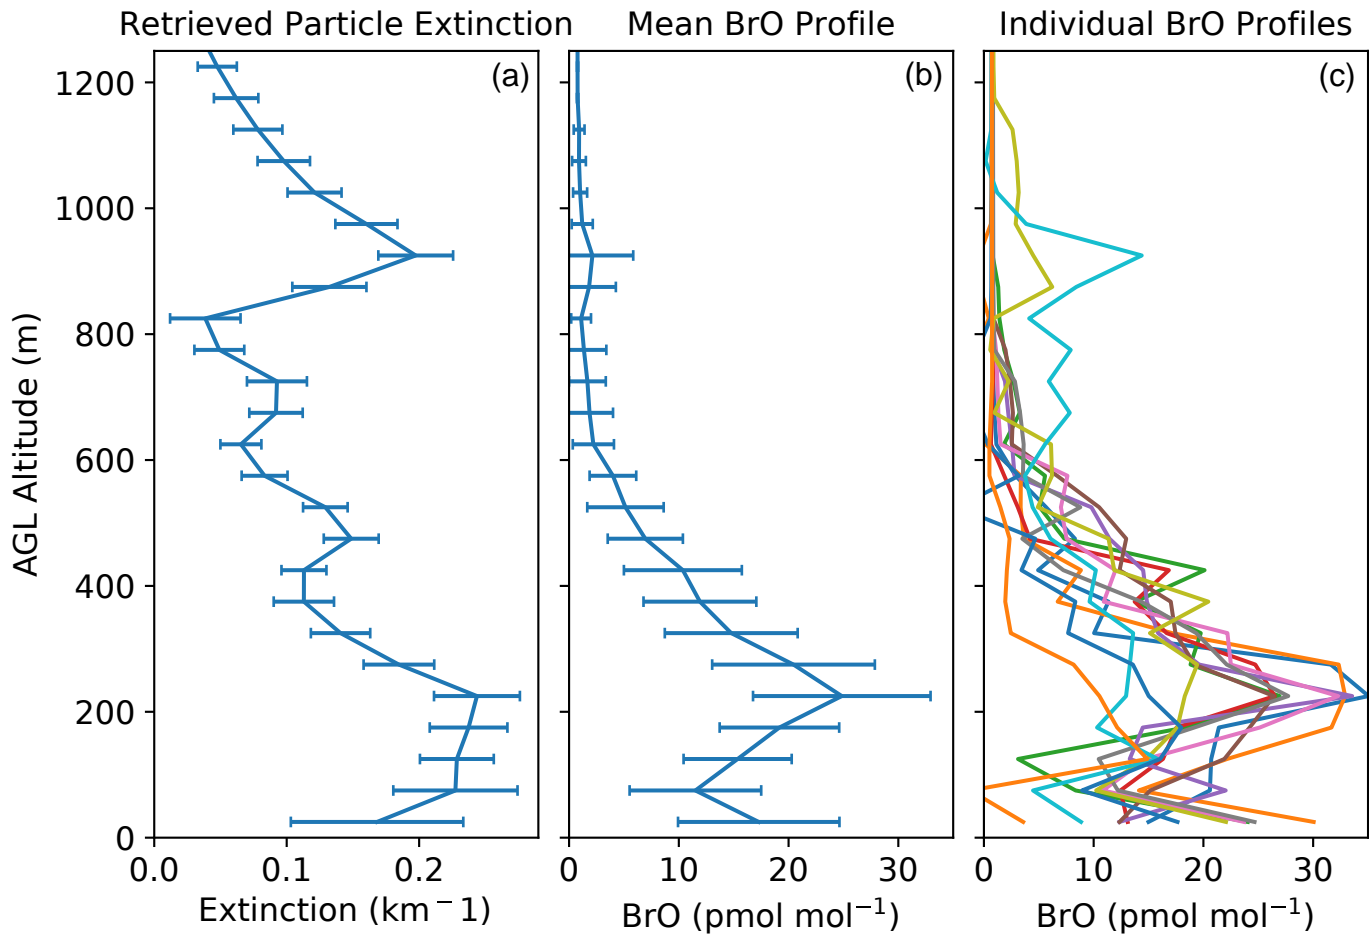 Retrieved Particle Extinction
Mean BrO Profile
Individual BrO Profiles
(a)
(b)
(c)
AGL Altitude (m)
1200
1000
800
600
400
200
0
0.0 0.1 0.2
0 10 20 30
0 10 20 30
Extinction (km⁻1)
BrO (pmol mol⁻¹)
BrO (pmol mol⁻¹)